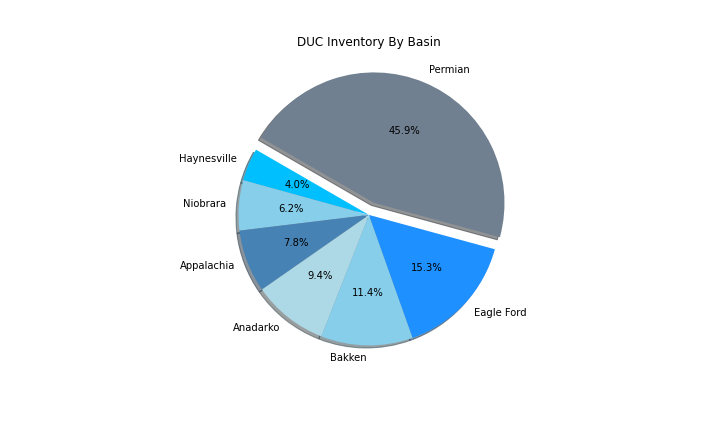 DUC Inventory By Basin
Permian
45.9%
Haynesville
4.0%
Niobrara
6.2%
Appalachia
7.8%
Anadarko
9.4%
Bakken
11.4%
Eagle Ford
15.3%